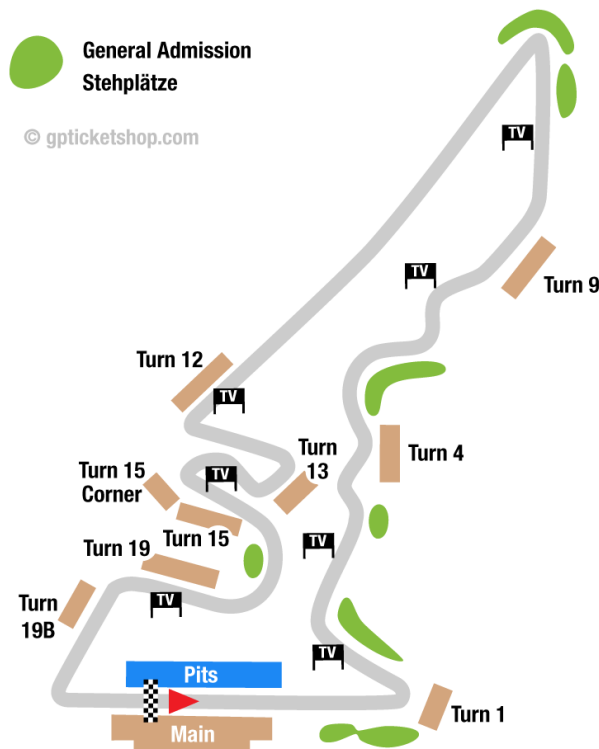 General Admission
Stehplätze
© gpticketshop.com
TV
TV
Turn 9
Turn 12
TV
Turn 4
Turn
13
Turn 15
Corner
TV
Turn 15
TV
Turn 19
TV
Turn
19B
TV
Pits
Turn 1
Main